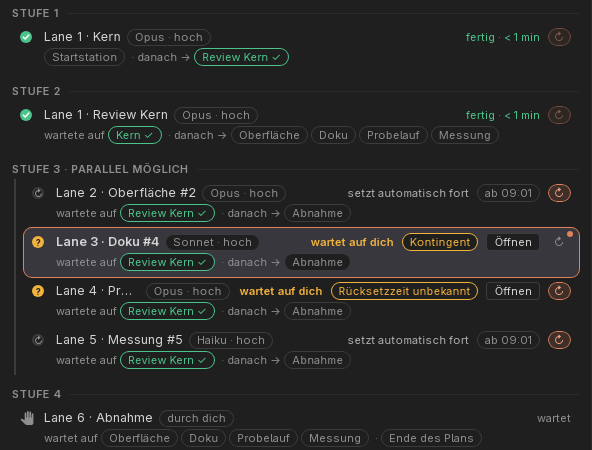 STUFE 1
Lane 1 · Kern Opus · hoch fertig · < 1 min
Startstation · danach → Review Kern ✓
STUFE 2
Lane 1 · Review Kern Opus · hoch fertig · < 1 min
wartete auf Kern ✓ · danach → Oberfläche Doku Probelauf Messung
STUFE 3 · PARALLEL MÖGLICH
Lane 2 · Oberfläche #2 Opus · hoch setzt automatisch fort ab 09:01
wartete auf Review Kern ✓ · danach → Abnahme
Lane 3 · Doku #4 Sonnet · hoch wartet auf dich Kontingent Öffnen
wartete auf Review Kern ✓ · danach → Abnahme
Lane 4 · Pr... Opus · hoch wartet auf dich Rücksetzzeit unbekannt Öffnen
wartete auf Review Kern ✓ · danach → Abnahme
Lane 5 · Messung #5 Haiku · hoch setzt automatisch fort ab 09:01
wartete auf Review Kern ✓ · danach → Abnahme
STUFE 4
Lane 6 · Abnahme durch dich wartet
wartet auf Oberfläche Doku Probelauf Messung · Ende des Plans